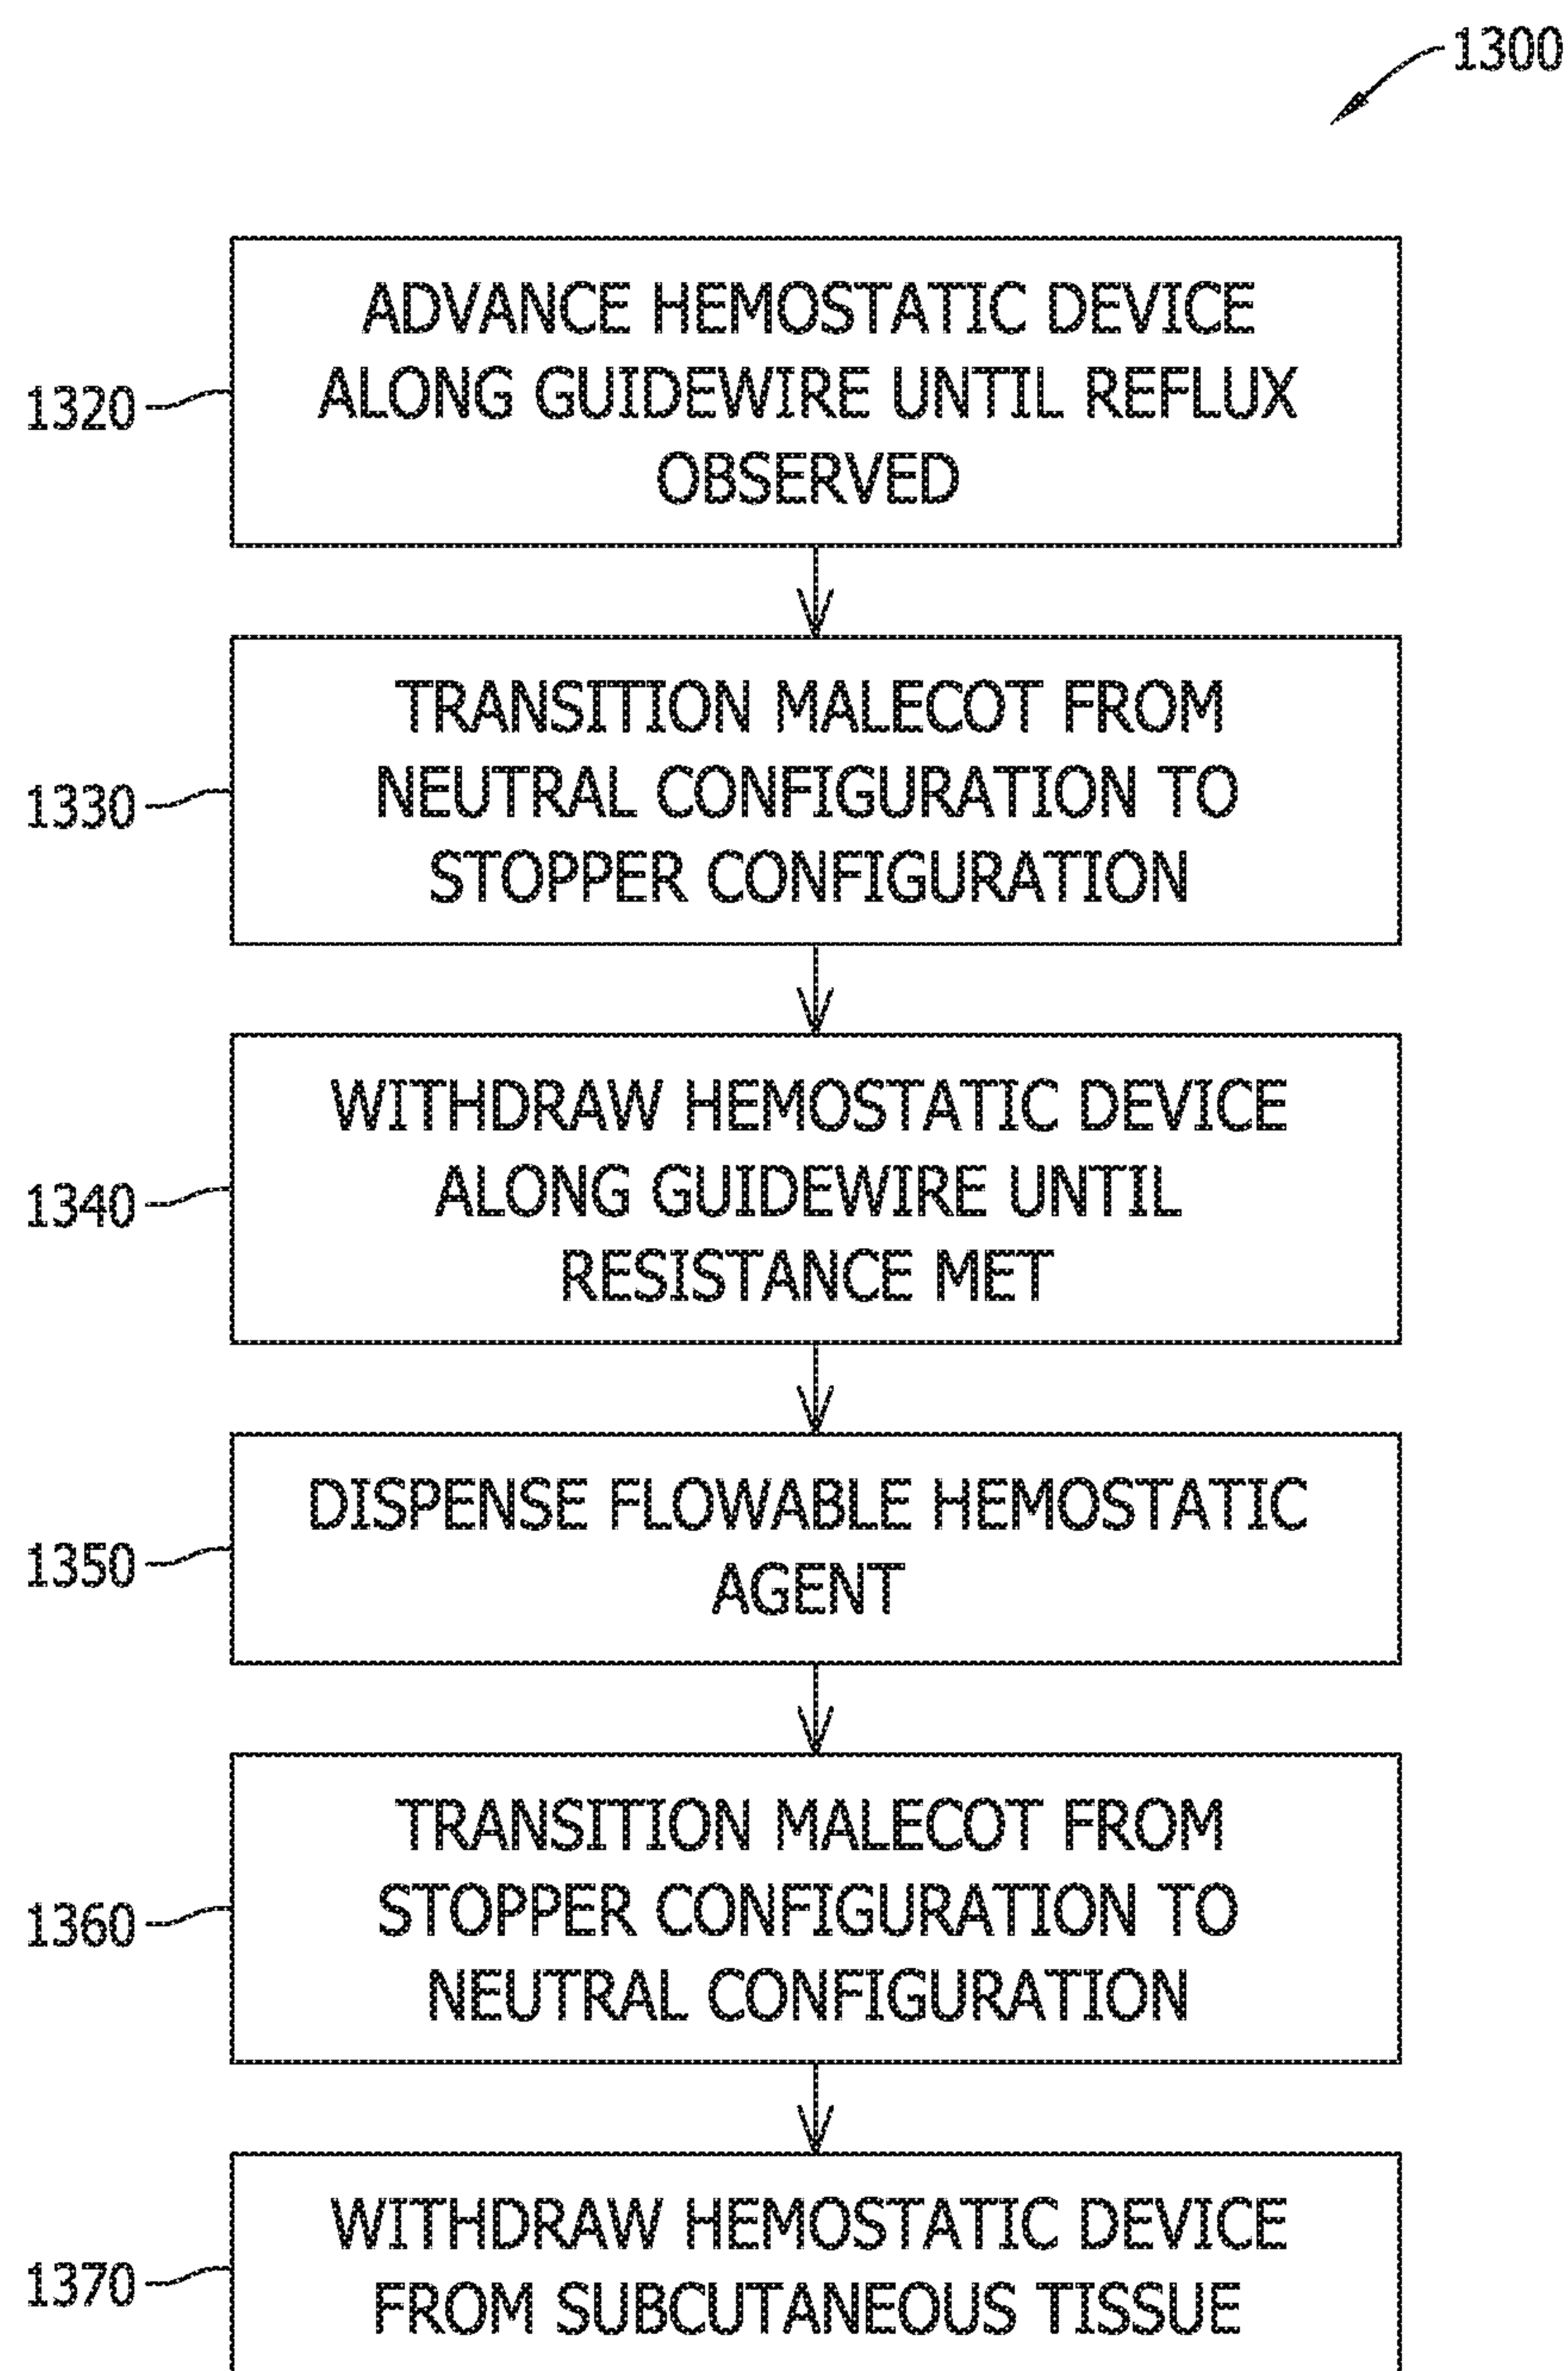 1300
ADVANCE HEMOSTATIC DEVICE
ALONG GUIDEWIRE UNTIL REFLUX
OBSERVED
1320
TRANSITION MALECOT FROM
NEUTRAL CONFIGURATION TO
STOPPER CONFIGURATION
1330
WITHDRAW HEMOSTATIC DEVICE
ALONG GUIDEWIRE UNTIL
RESISTANCE MET
1340
DISPENSE FLOWABLE HEMOSTATIC
AGENT
1350
TRANSITION MALECOT FROM
STOPPER CONFIGURATION TO
NEUTRAL CONFIGURATION
1360
WITHDRAW HEMOSTATIC DEVICE
FROM SUBCUTANEOUS TISSUE
1370